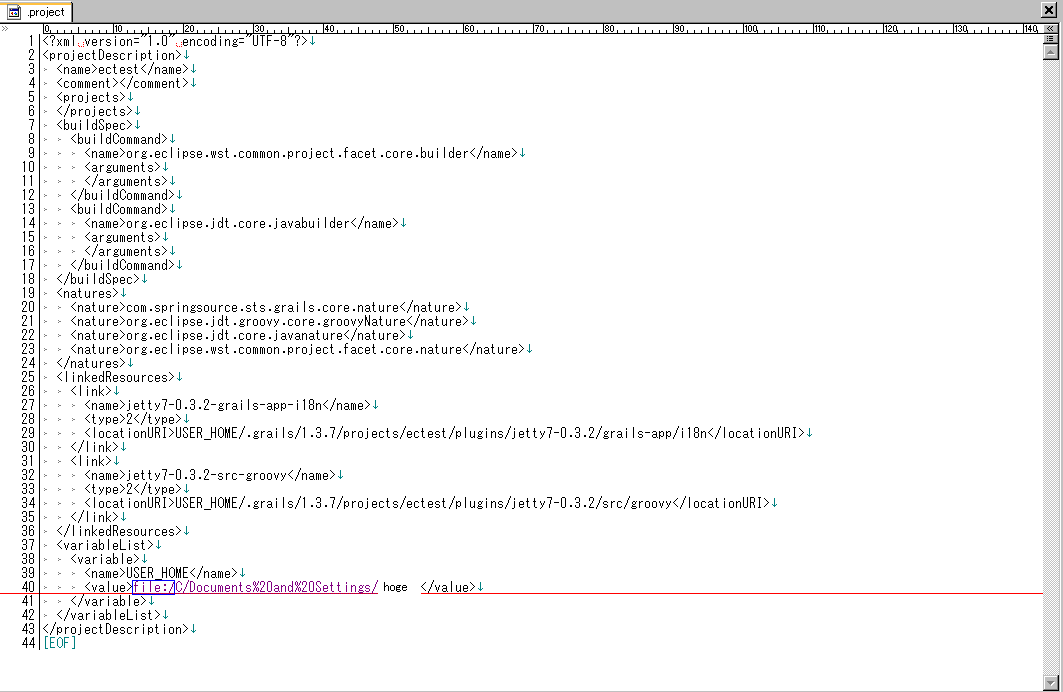 .project
0 10 20 30 40 50 60 70 80 90 100 110 120 130 140
1 <?xml version="1.0" encoding="UTF-8"?>↓
2 <projectDescription>↓
3 <name>ectest</name>↓
4 <comment></comment>↓
5 <projects>↓
6 </projects>↓
7 <buildSpec>↓
8 <buildCommand>↓
9 <name>org.eclipse.wst.common.project.facet.core.builder</name>↓
10 <arguments>↓
11 </arguments>↓
12 </buildCommand>↓
13 <buildCommand>↓
14 <name>org.eclipse.jdt.core.javabuilder</name>↓
15 <arguments>↓
16 </arguments>↓
17 </buildCommand>↓
18 </buildSpec>↓
19 <natures>↓
20 <nature>com.springsource.sts.grails.core.nature</nature>↓
21 <nature>org.eclipse.jdt.groovy.core.groovyNature</nature>↓
22 <nature>org.eclipse.jdt.core.javanature</nature>↓
23 <nature>org.eclipse.wst.common.project.facet.core.nature</nature>↓
24 </natures>↓
25 <linkedResources>↓
26 <link>↓
27 <name>jetty7-0.3.2-grails-app-i18n</name>↓
28 <type>2</type>↓
29 <locationURI>USER_HOME/.grails/1.3.7/projects/ectest/plugins/jetty7-0.3.2/grails-app/i18n</locationURI>↓
30 </link>↓
31 <link>↓
32 <name>jetty7-0.3.2-src-groovy</name>↓
33 <type>2</type>↓
34 <locationURI>USER_HOME/.grails/1.3.7/projects/ectest/plugins/jetty7-0.3.2/src/groovy</locationURI>↓
35 </link>↓
36 </linkedResources>↓
37 <variableList>↓
38 <variable>↓
39 <name>USER_HOME</name>↓
40 <value>file:/C/Documents%20and%20Settings/ hoge </value>↓
41 </variable>↓
42 </variableList>↓
43 </projectDescription>↓
44 [EOF]